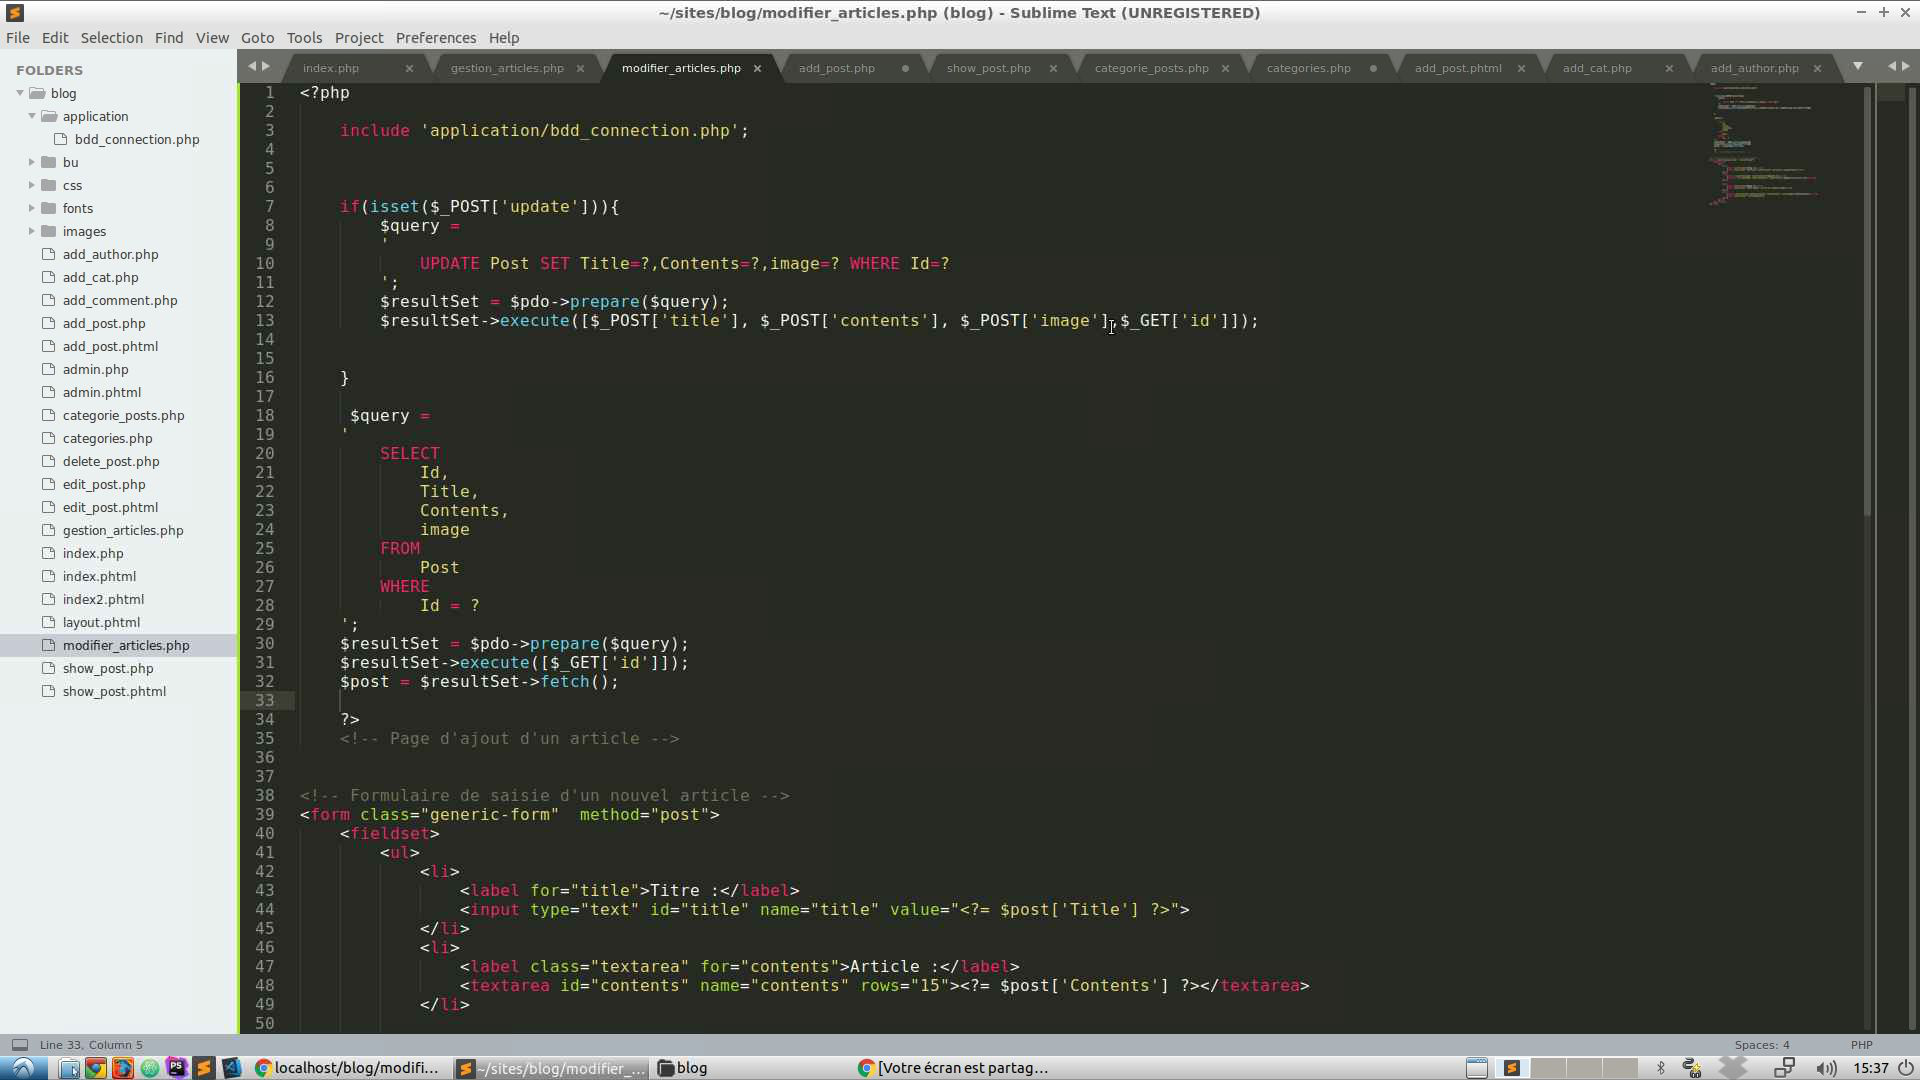 ~/sites/blog/modifier_articles.php (blog) - Sublime Text (UNREGISTERED)
File Edit Selection Find View Goto Tools Project Preferences Help
FOLDERS
blog
application
bdd_connection.php
bu
css
fonts
images
add_author.php
add_cat.php
add_comment.php
add_post.php
add_post.phtml
admin.php
admin.phtml
categorie_posts.php
categories.php
delete_post.php
edit_post.php
edit_post.phtml
gestion_articles.php
index.php
index.phtml
index2.phtml
layout.phtml
modifier_articles.php
show_post.php
show_post.phtml
index.php gestion_articles.php modifier_articles.php add_post.php show_post.php categorie_posts.php categories.php add_post.phtml add_cat.php add_author.php
1 <?php
2
3 include 'application/bdd_connection.php';
4
5
6
7 if(isset($_POST['update'])){
8 $query =
9 '
10 UPDATE Post SET Title=?,Contents=?,image=? WHERE Id=?
11 ';
12 $resultSet = $pdo->prepare($query);
13 $resultSet->execute([$_POST['title'], $_POST['contents'], $_POST['image'],$_GET['id']]);
14
15
16 }
17
18 $query =
19 '
20 SELECT
21 Id,
22 Title,
23 Contents,
24 image
25 FROM
26 Post
27 WHERE
28 Id = ?
29 ';
30 $resultSet = $pdo->prepare($query);
31 $resultSet->execute([$_GET['id']]);
32 $post = $resultSet->fetch();
33
34 ?>
35 <!-- Page d'ajout d'un article -->
36
37
38 <!-- Formulaire de saisie d'un nouvel article -->
39 <form class="generic-form"  method="post">
40 <fieldset>
41 <ul>
42 <li>
43 <label for="title">Titre :</label>
44 <input type="text" id="title" name="title" value="<?= $post['Title'] ?>">
45 </li>
46 <li>
47 <label class="textarea" for="contents">Article :</label>
48 <textarea id="contents" name="contents" rows="15"><?= $post['Contents'] ?></textarea>
49 </li>
50
Line 33, Column 5 Spaces: 4 PHP
localhost/blog/modifi... ~/sites/blog/modifier_... blog [Votre écran est partag... 15:37